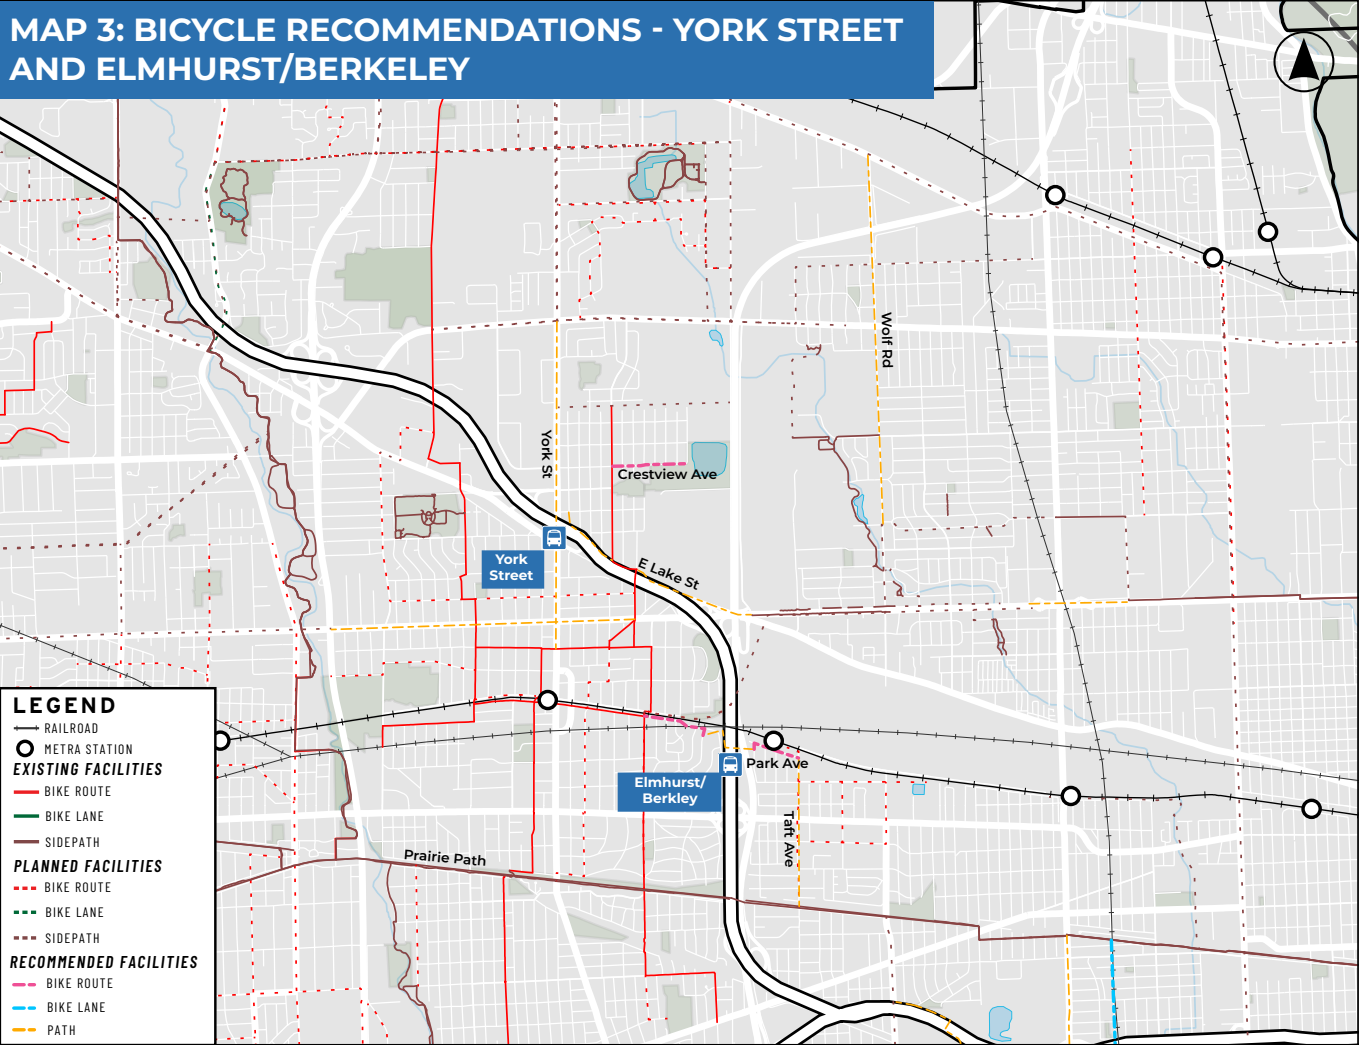 MAP 3: BICYCLE RECOMMENDATIONS - YORK STREET
AND ELMHURST/BERKELEY
Wolf Rd
York St
Crestview Ave
York
Street
E Lake St
Park Ave
Elmhurst/
Berkley
Taft Ave
Prairie Path
LEGEND
RAILROAD
METRA STATION
EXISTING FACILITIES
BIKE ROUTE
BIKE LANE
SIDEPATH
PLANNED FACILITIES
BIKE ROUTE
BIKE LANE
SIDEPATH
RECOMMENDED FACILITIES
BIKE ROUTE
BIKE LANE
PATH